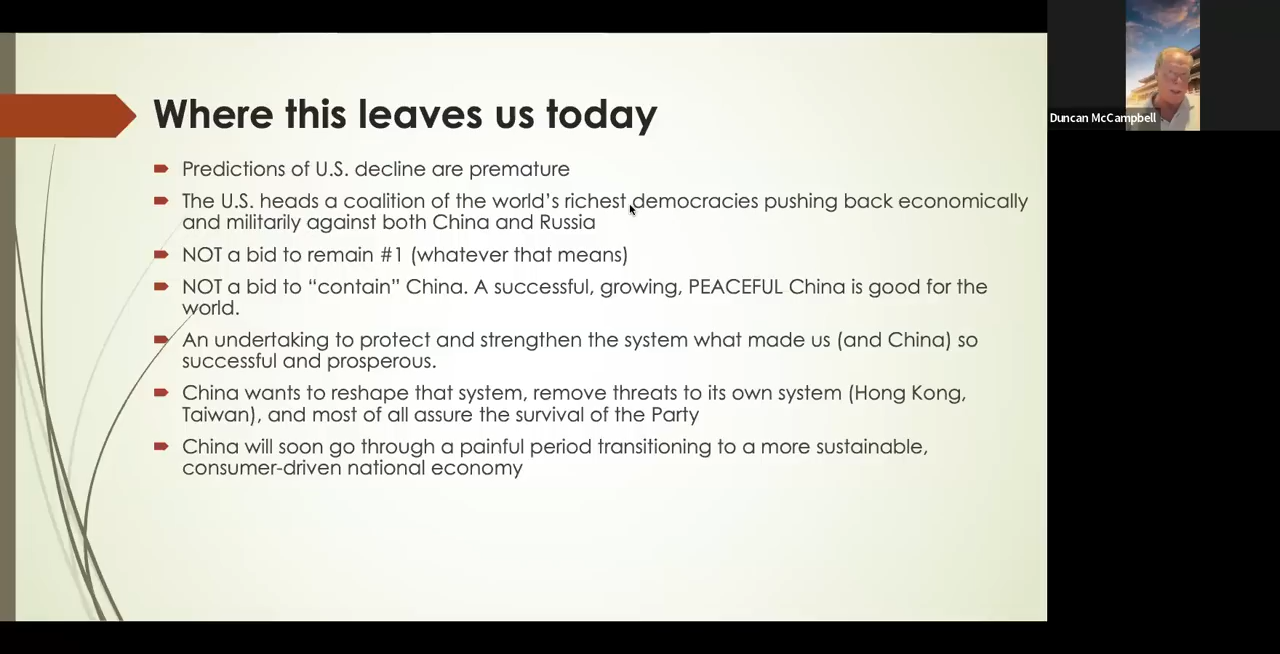 Where this leaves us today
Predictions of U.S. decline are premature
The U.S. heads a coalition of the world's richest democracies pushing back economically
and militarily against both China and Russia
NOT a bid to remain #1 (whatever that means)
NOT a bid to "contain" China. A successful, growing, PEACEFUL China is good for the
world.
An undertaking to protect and strengthen the system what made us (and China) so
successful and prosperous.
China wants to reshape that system, remove threats to its own system (Hong Kong,
Taiwan), and most of all assure the survival of the Party
China will soon go through a painful period transitioning to a more sustainable,
consumer-driven national economy
Duncan McCampbell